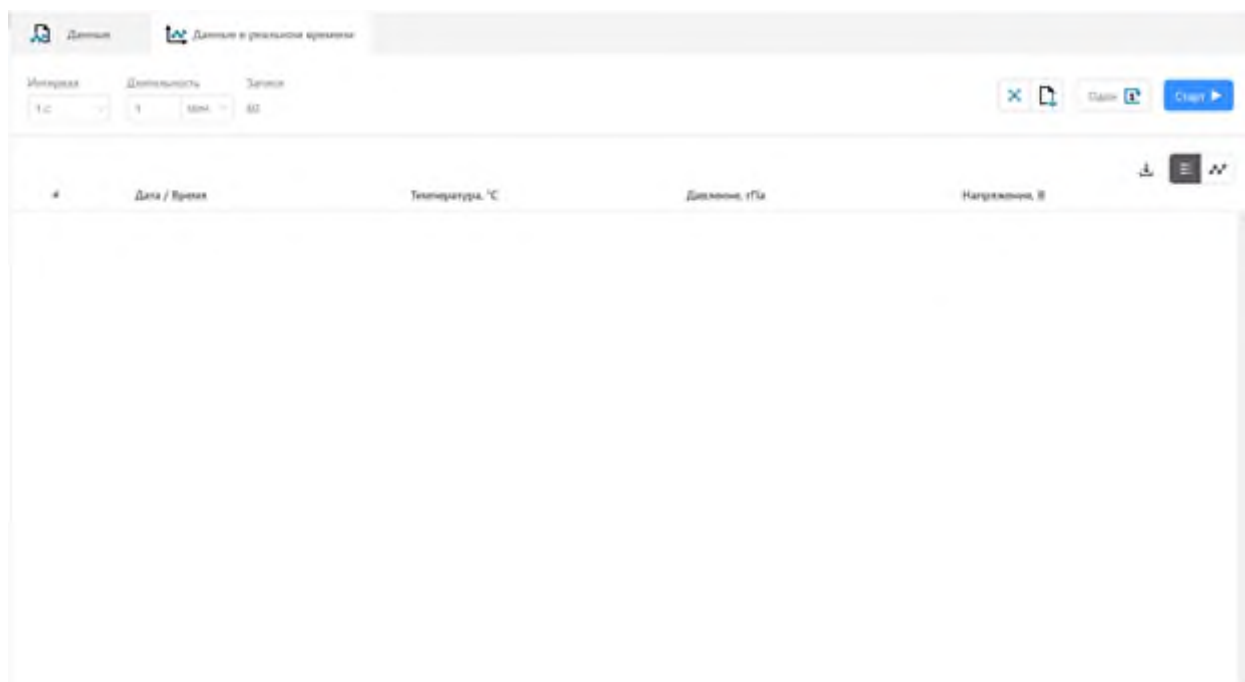 Данные
Данные в реальном времени
Интервал
Длительность
Записи
1 с
1
мин.
60
Один
Старт
#
Дата / Время
Температура, °C
Давление, гПа
Напряжение, В